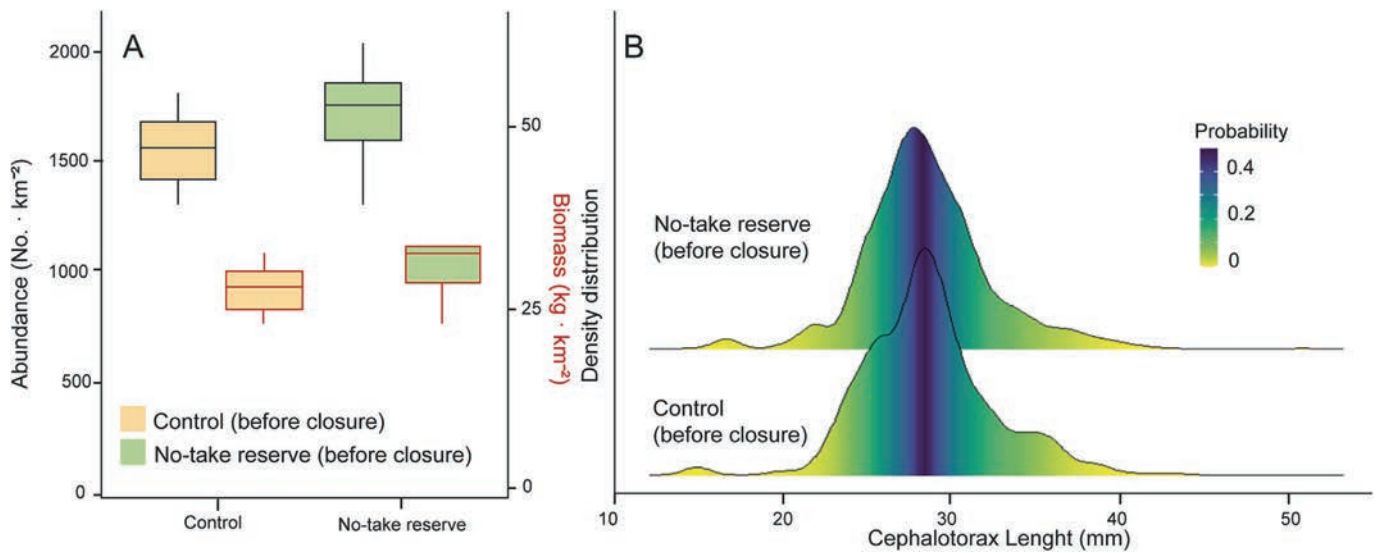 A
2000
1500
1000
500
0
Abundance (No. · km⁻²)
Control (before closure)
No-take reserve (before closure)
Control
No-take reserve
50
25
0
Biomass (kg · km⁻²)
Density distrribution
B
Probability
0.4
0.2
0
No-take reserve
(before closure)
Control
(before closure)
10
20
30
40
50
Cephalotorax Lenght (mm)